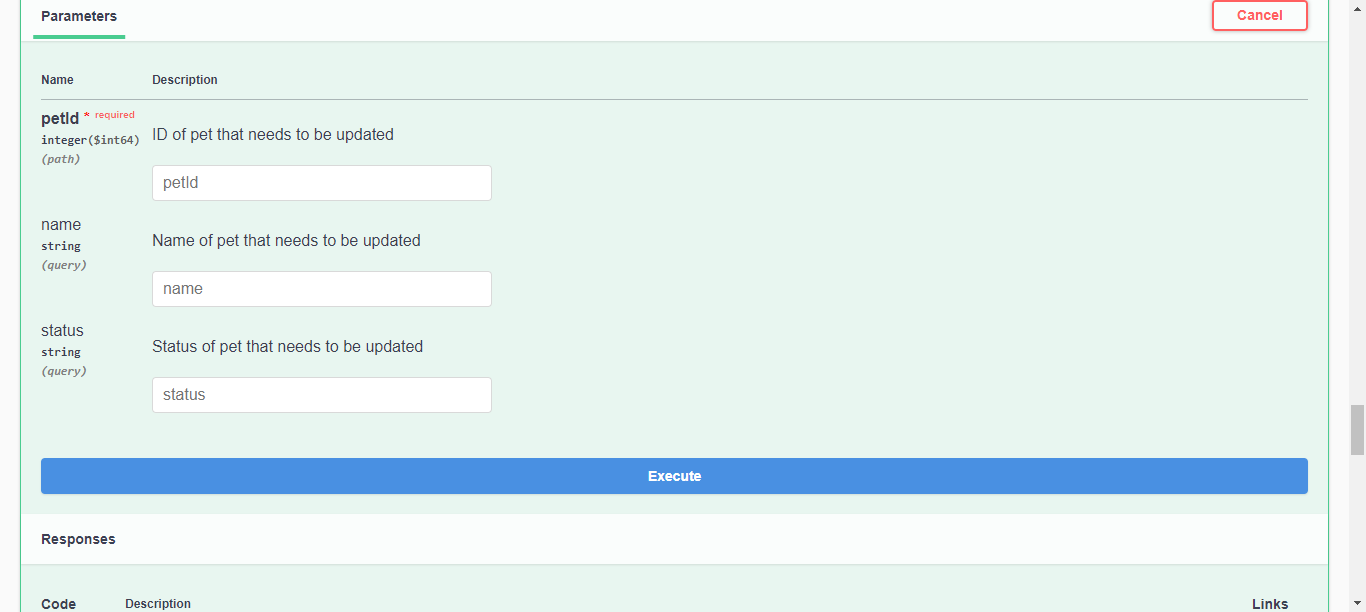 Parameters
Cancel
Name Description
petId * required
integer($int64)
(path)
ID of pet that needs to be updated
petId
name
string
(query)
Name of pet that needs to be updated
name
status
string
(query)
Status of pet that needs to be updated
status
Execute
Responses
Code Description Links